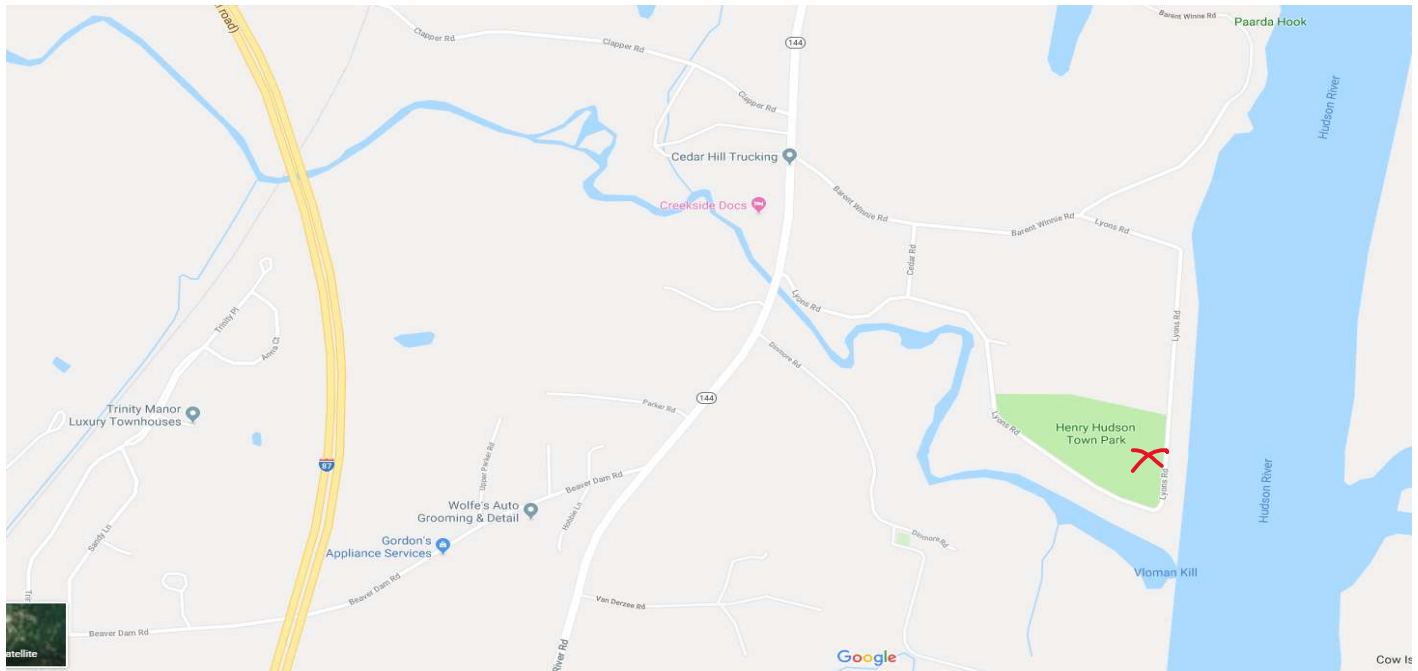 road)
Clapper Rd
Clapper Rd
144
Barent Winne Rd
Paarda Hook
Hudson River
Clapper Rd
Cedar Hill Trucking
Creekside Docs
Barent Winnie Rd
Barent Winnie Rd
Lyons Rd
Cedar Rd
Lyons Rd
Lyons Rd
Trinity Pl
Anna Ct
Dinmore Rd
Trinity Manor
Luxury Townhouses
Parker Rd
144
Lyons Rd
Henry Hudson
Town Park
87
Upper Parker Rd
Beaver Dam Rd
Lyons Rd
Hudson River
Wolfe's Auto
Grooming & Detail
Hobbie Ln
Sandy Ln
Gordon's
Appliance Services
Dinmore Rd
Vloman Kill
Beaver Dam Rd
Van Derzee Rd
Beaver Dam Rd
atellite
River Rd
Google
Cow Is